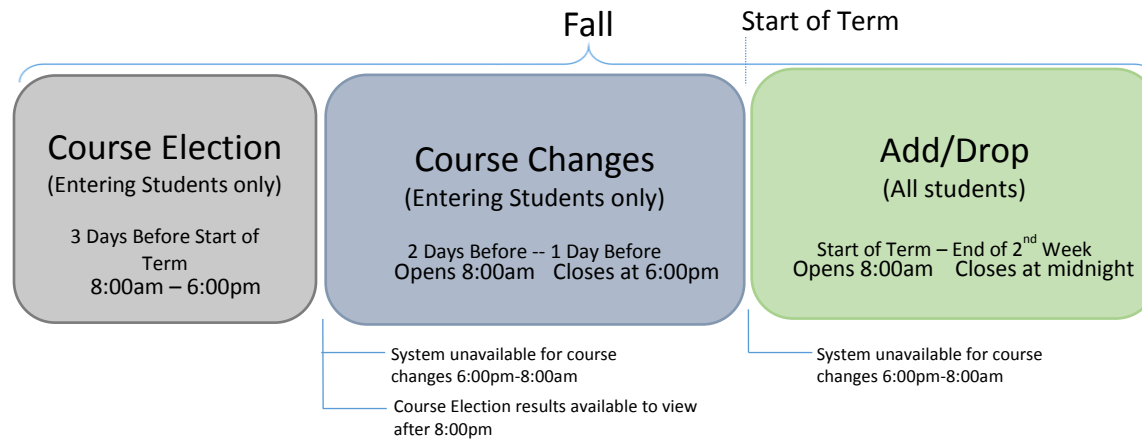 Fall
Start of Term
Course Election
(Entering Students only)
3 Days Before Start of
Term
8:00am – 6:00pm
Course Changes
(Entering Students only)
2 Days Before -- 1 Day Before
Opens 8:00am Closes at 6:00pm
Add/Drop
(All students)
Start of Term – End of 2nd Week
Opens 8:00am Closes at midnight
System unavailable for course
changes 6:00pm-8:00am
Course Election results available to view
after 8:00pm
System unavailable for course
changes 6:00pm-8:00am